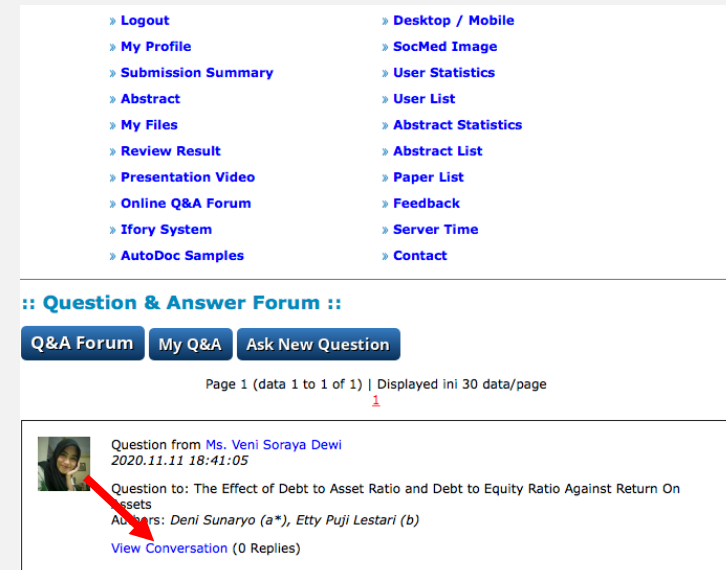 » Logout
» My Profile
» Submission Summary
» Abstract
» My Files
» Review Result
» Presentation Video
» Online Q&A Forum
» Ifory System
» AutoDoc Samples
» Desktop / Mobile
» SocMed Image
» User Statistics
» User List
» Abstract Statistics
» Abstract List
» Paper List
» Feedback
» Server Time
» Contact
:: Question & Answer Forum ::
Q&A Forum My Q&A Ask New Question
Page 1 (data 1 to 1 of 1) | Displayed ini 30 data/page
1
Question from Ms. Veni Soraya Dewi
2020.11.11 18:41:05
Question to: The Effect of Debt to Asset Ratio and Debt to Equity Ratio Against Return On
Assets
Authors: Deni Sunaryo (a*), Etty Puji Lestari (b)
View Conversation (0 Replies)